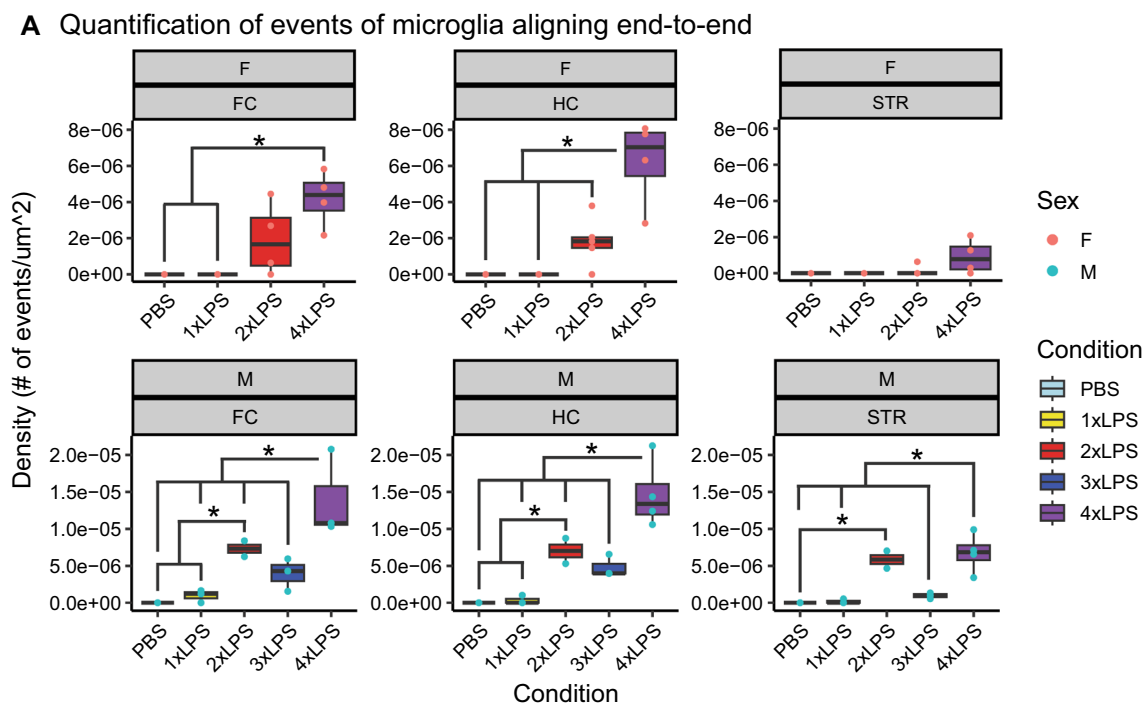 A Quantification of events of microglia aligning end-to-end
F
FC
8e−06
6e−06
4e−06
2e−06
0e+00
*
PBS
1xLPS
2xLPS
4xLPS
F
HC
8e−06
6e−06
4e−06
2e−06
0e+00
*
PBS
1xLPS
2xLPS
4xLPS
F
STR
8e−06
6e−06
4e−06
2e−06
0e+00
PBS
1xLPS
2xLPS
4xLPS
Density (# of events/um^2)
M
FC
2.0e−05
1.5e−05
1.0e−05
5.0e−06
0.0e+00
*
*
PBS
1xLPS
2xLPS
3xLPS
4xLPS
M
HC
2.0e−05
1.5e−05
1.0e−05
5.0e−06
0.0e+00
*
*
PBS
1xLPS
2xLPS
3xLPS
4xLPS
M
STR
2.0e−05
1.5e−05
1.0e−05
5.0e−06
0.0e+00
*
*
PBS
1xLPS
2xLPS
3xLPS
4xLPS
Condition
Sex
F
M
Condition
PBS
1xLPS
2xLPS
3xLPS
4xLPS